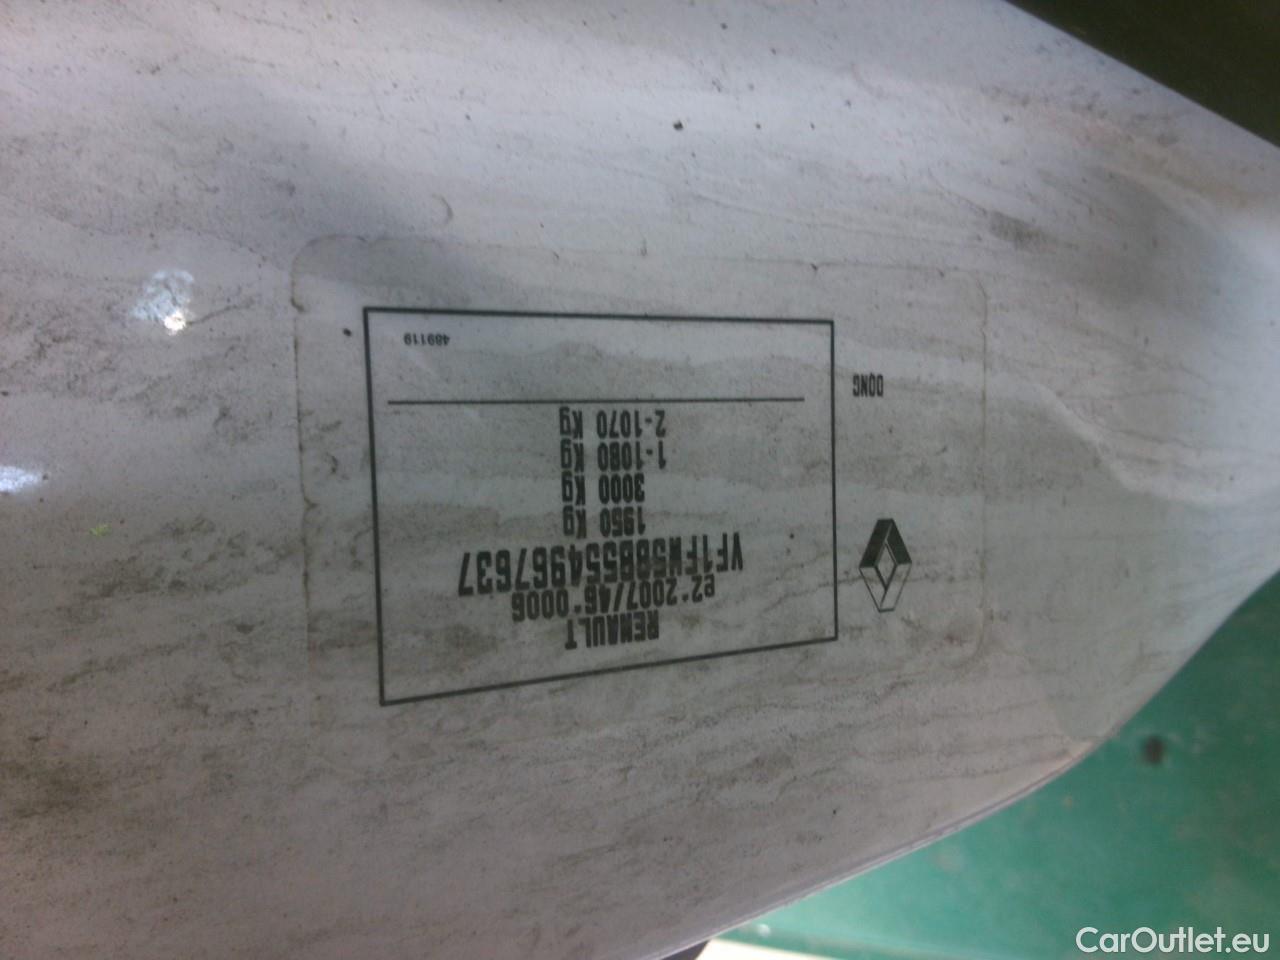 RENAULT
e2*2007/46*0006
VF1FW58B554967637
1950 Kg
3000 Kg
1-1080 Kg
2-1070 Kg
489119
CarOutlet.eu